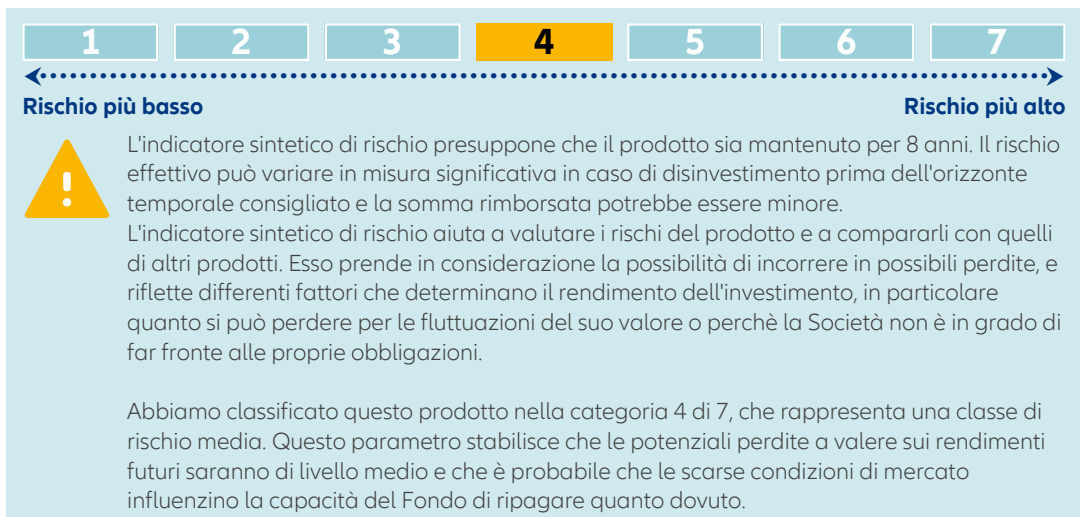 1 2 3 4 5 6 7
Rischio più basso Rischio più alto
L'indicatore sintetico di rischio presuppone che il prodotto sia mantenuto per 8 anni. Il rischio
effettivo può variare in misura significativa in caso di disinvestimento prima dell'orizzonte
temporale consigliato e la somma rimborsata potrebbe essere minore.
L'indicatore sintetico di rischio aiuta a valutare i rischi del prodotto e a compararli con quelli
di altri prodotti. Esso prende in considerazione la possibilità di incorrere in possibili perdite, e
riflette differenti fattori che determinano il rendimento dell'investimento, in particolare
quanto si può perdere per le fluttuazioni del suo valore o perchè la Società non è in grado di
far fronte alle proprie obbligazioni.
Abbiamo classificato questo prodotto nella categoria 4 di 7, che rappresenta una classe di
rischio media. Questo parametro stabilisce che le potenziali perdite a valere sui rendimenti
futuri saranno di livello medio e che è probabile che le scarse condizioni di mercato
influenzino la capacità del Fondo di ripagare quanto dovuto.